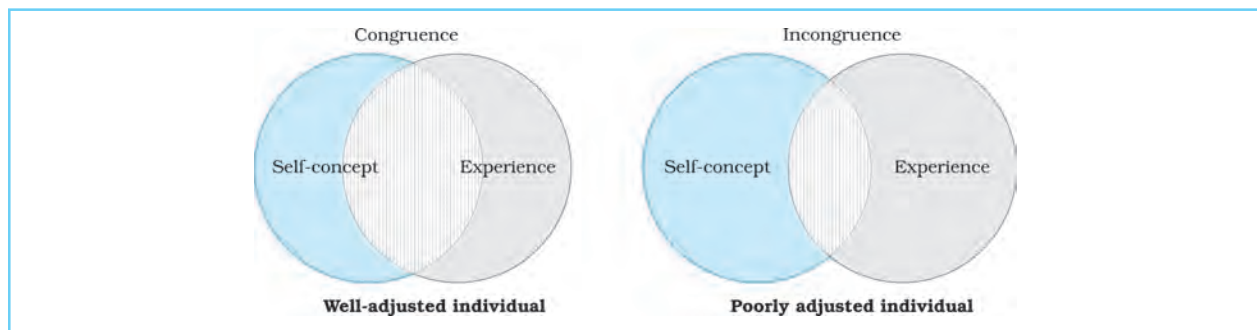 Congruence
Incongruence
Self-concept
Experience
Self-concept
Experience
Well-adjusted individual
Poorly adjusted individual